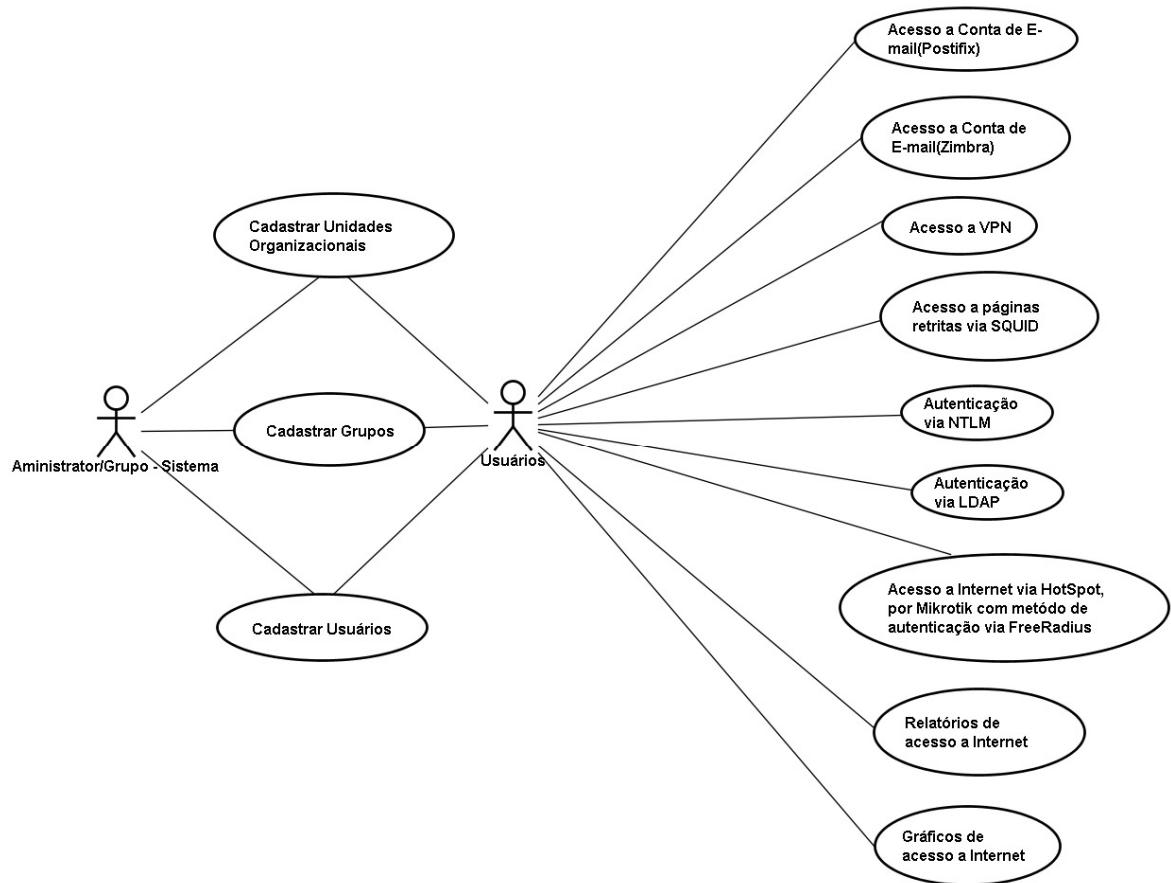 Acesso a Conta de E-
mail(Postifix)
Acesso a Conta de
E-mail(Zimbra)
Cadastrar Unidades
Organizacionais
Acesso a VPN
Acesso a páginas
retritas via SQUID
Cadastrar Grupos
Autenticação
via NTLM
Aministrator/Grupo - Sistema
Usuários
Autenticação
via LDAP
Acesso a Internet via HotSpot,
por Mikrotik com metódo de
autenticação via FreeRadius
Cadastrar Usuários
Relatórios de
acesso a Internet
Gráficos de
acesso a Internet